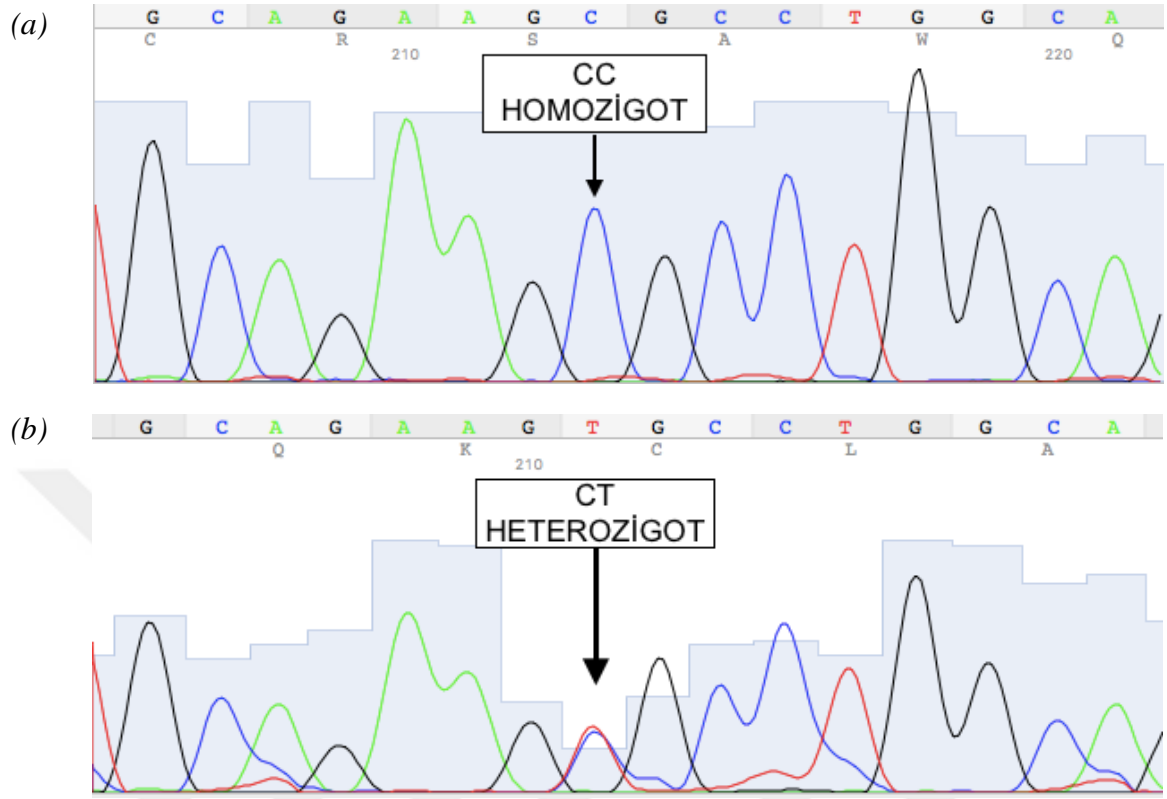 (a)
G C A G A A G C G C C T G G C A
C R S A W Q
210 220
CC
HOMOZİGOT
(b)
G C A G A A G T G C C T G G C A
Q K C L A
210
CT
HETEROZİGOT